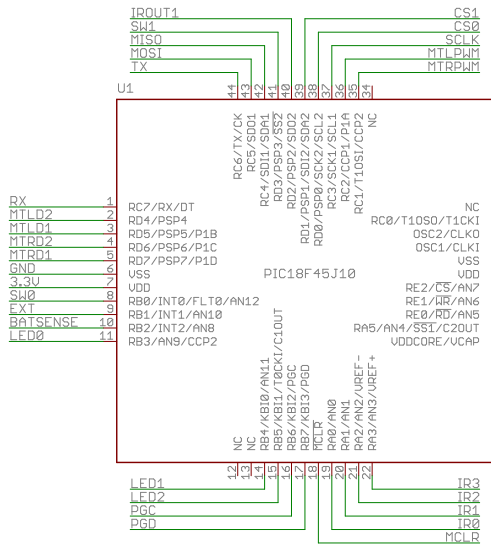 IROUT1
SW1
MISO
MOSI
TX
CS1
CS0
SCLK
MTLPWM
MTRPWM
44
43
42
41
40
39
38
37
36
35
34
U1
RC6/TX/CK
RC5/SDO1
RC4/SDI1/SDA1
RD3/PSP3/SS2
RD2/PSP2/SDO2
RD1/PSP1/SDI2/SDA2
RD0/PSP0/SCK2/SCL2
RC3/SCK1/SCL1
RC2/CCP1/P1A
RC1/T1OSI/CCP2
NC
RX 1 RC7/RX/DT
MTLD2 2 RD4/PSP4
MTLD1 3 RD5/PSP5/P1B
MTRD2 4 RD6/PSP6/P1C
MTRD1 5 RD7/PSP7/P1D
GND 6 VSS
3.3V 7 VDD
SW0 8 RB0/INT0/FLT0/AN12
EXT 9 RB1/INT1/AN10
BATSENSE 10 RB2/INT2/AN8
LED0 11 RB3/AN9/CCP2
PIC18F45J10
NC
RC0/T1OSO/T1CKI
OSC2/CLKO
OSC1/CLKI
VSS
VDD
RE2/CS/AN7
RE1/WR/AN6
RE0/RD/AN5
RA5/AN4/SS1/C2OUT
VDDCORE/VCAP
NC
NC
RB4/KBI0/AN11
RB5/KBI1/T0CKI/C1OUT
RB6/KBI2/PGC
RB7/KBI3/PGD
MCLR
RA0/AN0
RA1/AN1
RA2/AN2/VREF-
RA3/AN3/VREF+
12
13
14
15
16
17
18
19
20
21
22
LED1
LED2
PGC
PGD
IR3
IR2
IR1
IR0
MCLR